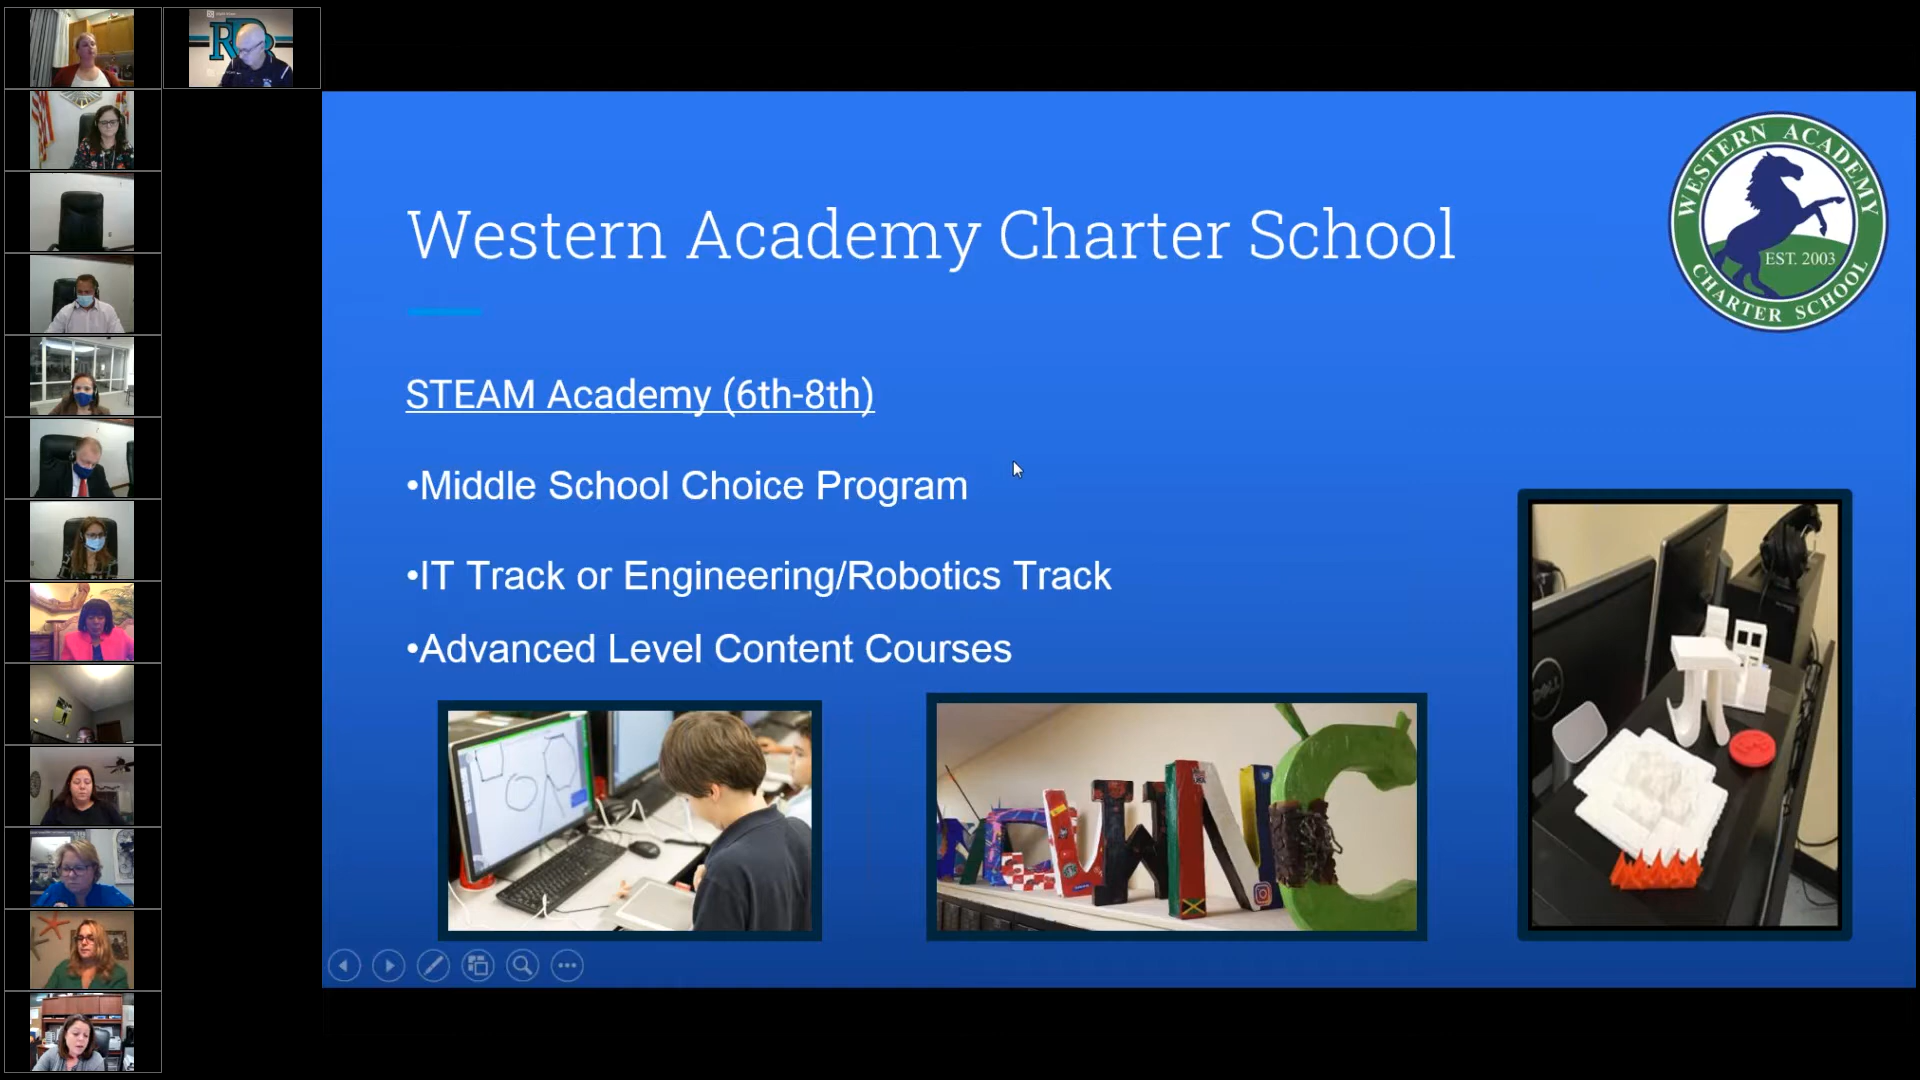 Western Academy Charter School
WESTERN ACADEMY
EST. 2003
CHARTER SCHOOL
STEAM Academy (6th-8th)
•Middle School Choice Program
•IT Track or Engineering/Robotics Track
•Advanced Level Content Courses
DELL